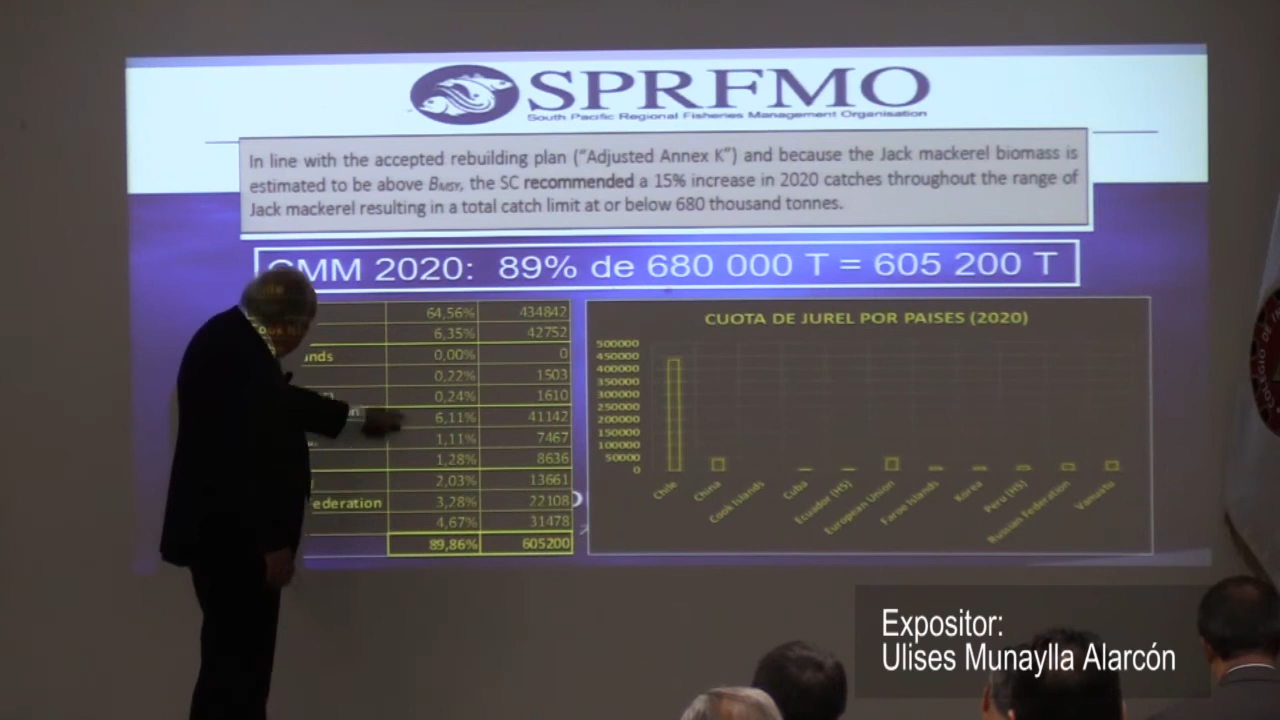 SPRFMO
South Pacific Regional Fisheries Management Organisation
In line with the accepted rebuilding plan ("Adjusted Annex K") and because the Jack mackerel biomass is
estimated to be above BMSY, the SC recommended a 15% increase in 2020 catches throughout the range of
Jack mackerel resulting in a total catch limit at or below 680 thousand tonnes.
CMM 2020: 89% de 680 000 T = 605 200 T
64,56% 434842
6,35% 42752
0,00% 0
0,22% 1503
0,24% 1610
6,11% 41142
1,11% 7467
1,28% 8636
2,03% 13661
ederation 3,28% 22108
4,67% 31478
89,86% 605200
CUOTA DE JUREL POR PAISES (2020)
500000
450000
400000
350000
300000
250000
200000
150000
100000
50000
0
Chile
China
Cook Islands
Cuba
Ecuador (HS)
European Union
Faroe Islands
Korea
Peru (HS)
Russian Federation
Vanuatu
Expositor:
Ulises Munaylla Alarcón